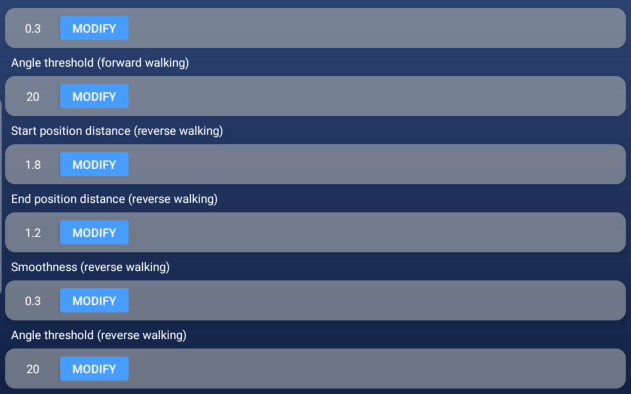 0.3 MODIFY
Angle threshold (forward walking)
20 MODIFY
Start position distance (reverse walking)
1.8 MODIFY
End position distance (reverse walking)
1.2 MODIFY
Smoothness (reverse walking)
0.3 MODIFY
Angle threshold (reverse walking)
20 MODIFY